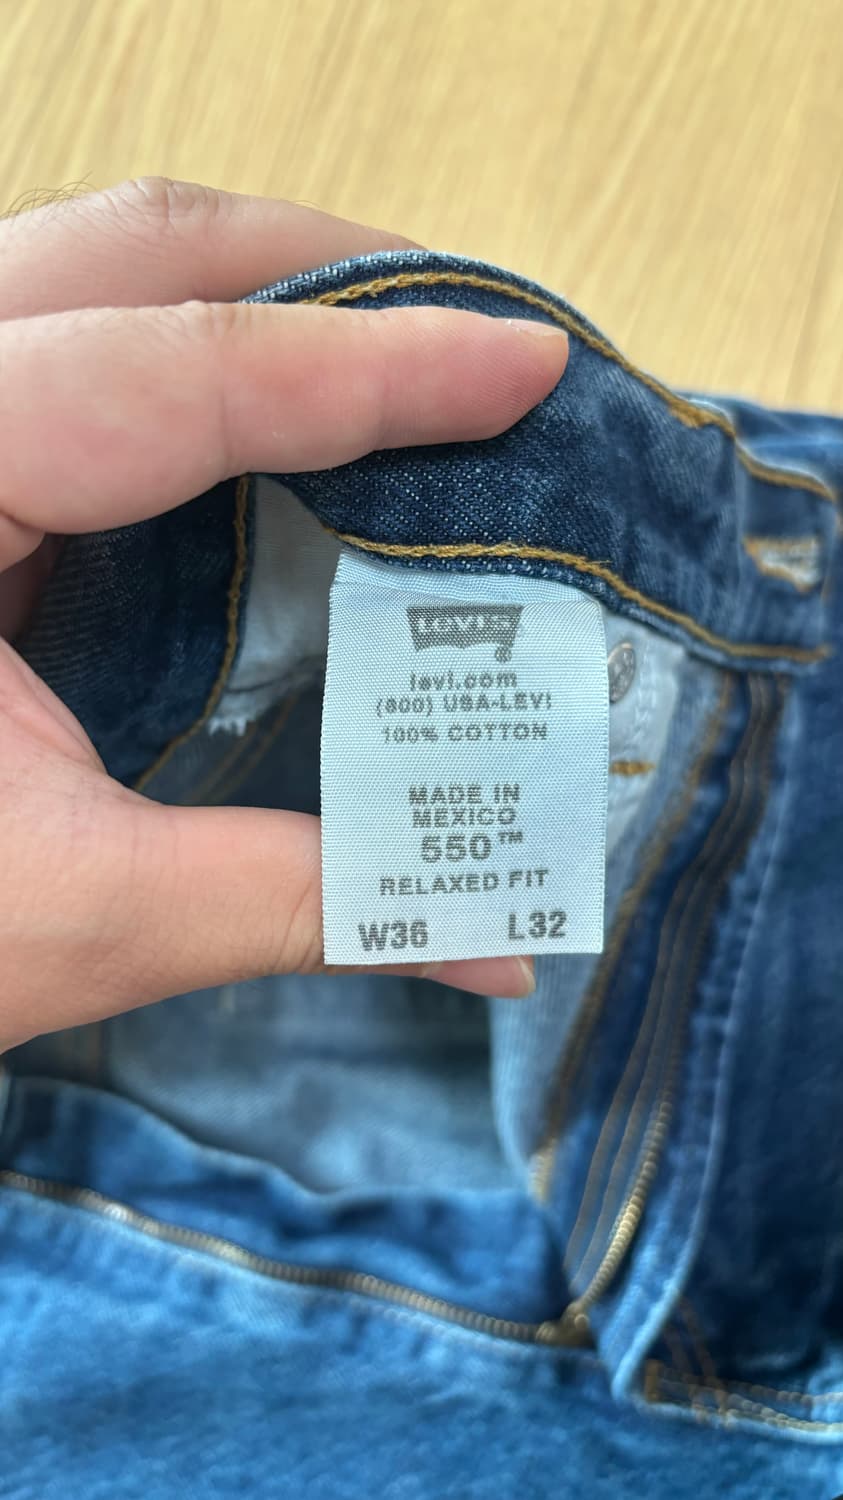 LEVI'S
®
levi.com
(800) USA-LEVI
100% COTTON
MADE IN
MEXICO
550™
RELAXED FIT
W36 L32